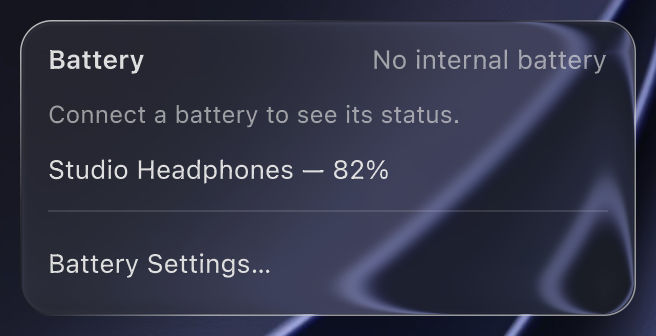 Battery No internal battery
Connect a battery to see its status.
Studio Headphones — 82%
Battery Settings...